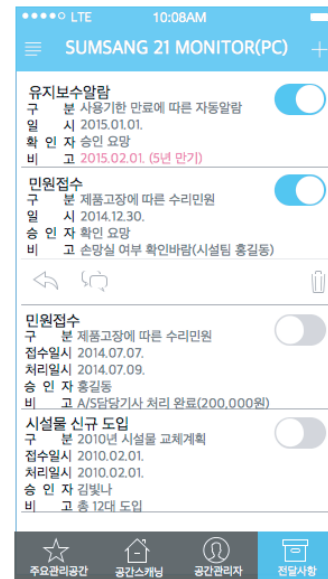 LTE 10:08AM
SUMSANG 21 MONITOR(PC)
유지보수알람
구 분 사용기한 만료에 따른 자동알람
일 시 2015.01.01.
확 인 자 승인 요망
비 고 2015.02.01. (5년 만기)
민원접수
구 분 제품고장에 따른 수리민원
일 시 2014.12.30.
승 인 자 확인 요망
비 고 손망실 여부 확인바람(시설팀 홍길동)
민원접수
구 분 제품고장에 따른 수리민원
접수일시 2014.07.07.
처리일시 2014.07.09.
승 인 자 홍길동
비 고 A/S담당기사 처리 완료(200,000원)
시설물 신규 도입
구 분 2010년 시설물 교체계획
접수일시 2010.02.01.
처리일시 2010.02.01.
승 인 자 김빛나
비 고 총 12대 도입
주요관리공간 공간스캐닝 공간관리자 전달사항